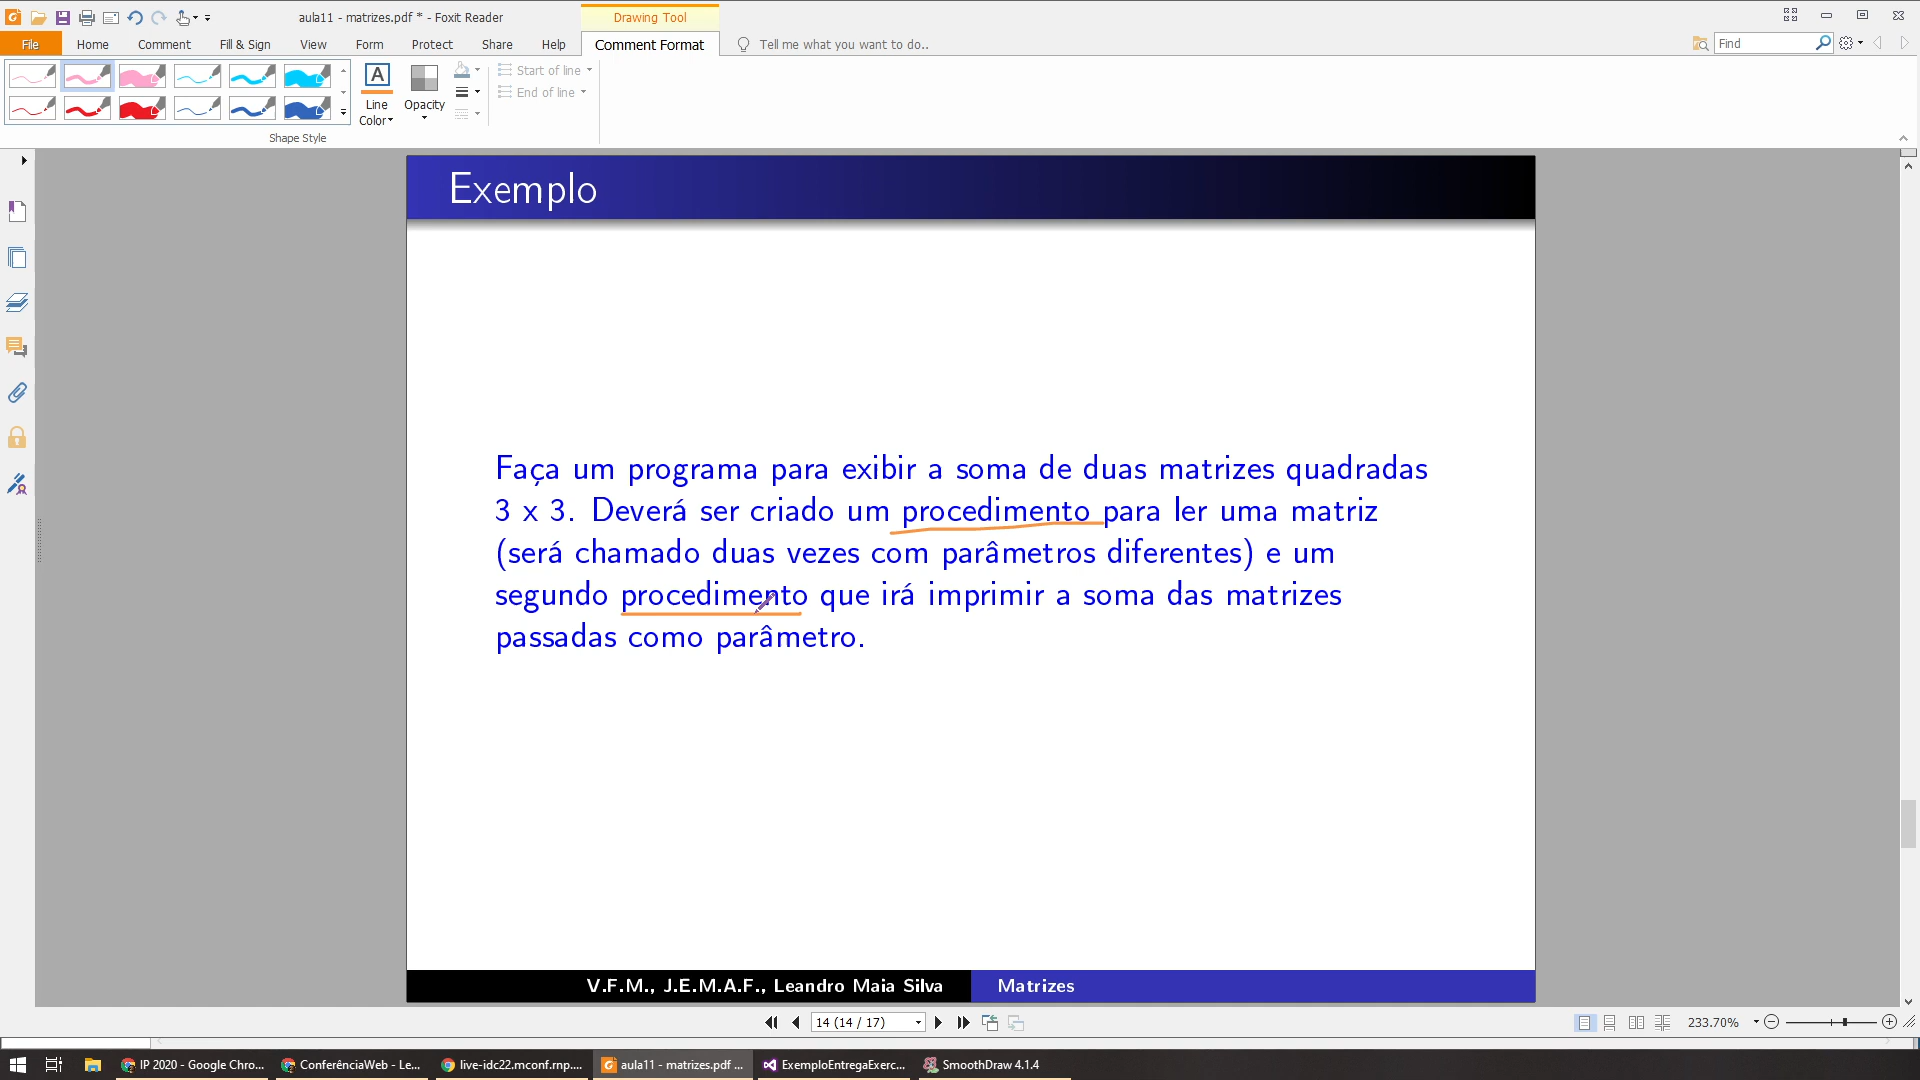 aula11 - matrizes.pdf * - Foxit Reader
Drawing Tool
File
Home
Comment
Fill & Sign
View
Form
Protect
Share
Help
Comment Format
Tell me what you want to do..
Find
A
Line
Color
Opacity
Start of line
End of line
Shape Style
Exemplo
Faça um programa para exibir a soma de duas matrizes quadradas
3 x 3. Deverá ser criado um procedimento para ler uma matriz
(será chamado duas vezes com parâmetros diferentes) e um
segundo procedimento que irá imprimir a soma das matrizes
passadas como parâmetro.
V.F.M., J.E.M.A.F., Leandro Maia Silva
Matrizes
14 (14 / 17)
233.70%
IP 2020 - Google Chro...
ConferênciaWeb - Le...
live-idc22.mconf.rnp....
aula11 - matrizes.pdf ...
ExemploEntregaExerc...
SmoothDraw 4.1.4